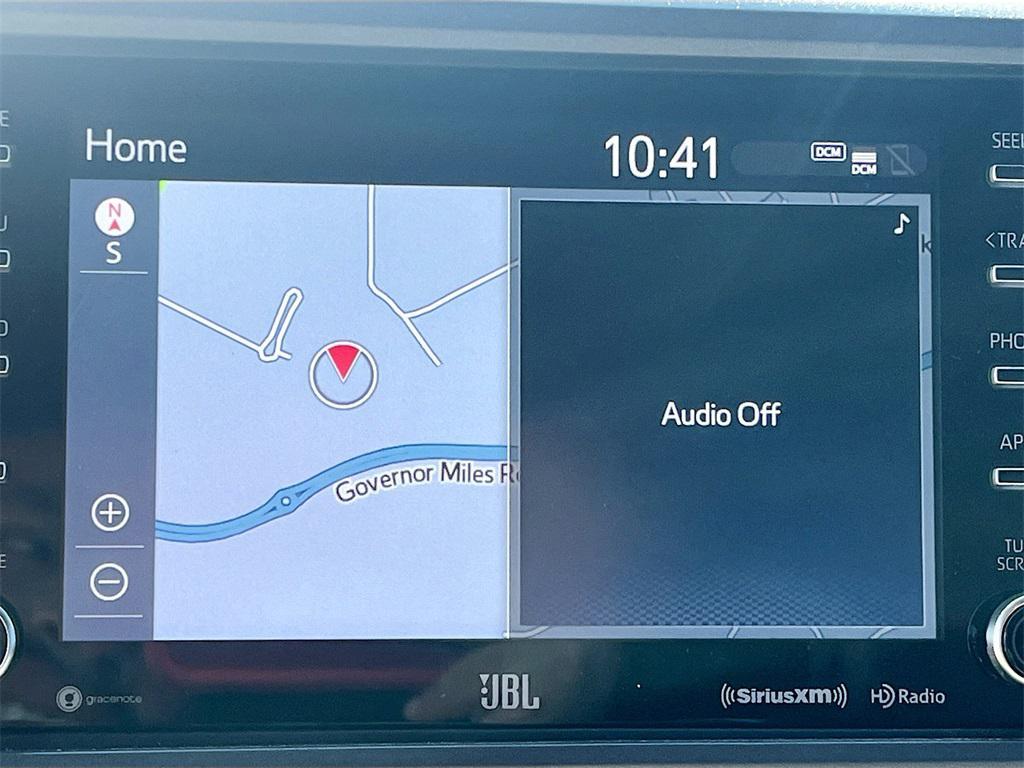 Home
10:41
DCM
DCM
N
S
Governor Miles R
Audio Off
SEE
<TRA
PHO
AP
TU
SCR
gracenote
JBL
((SiriusXM))
HD Radio